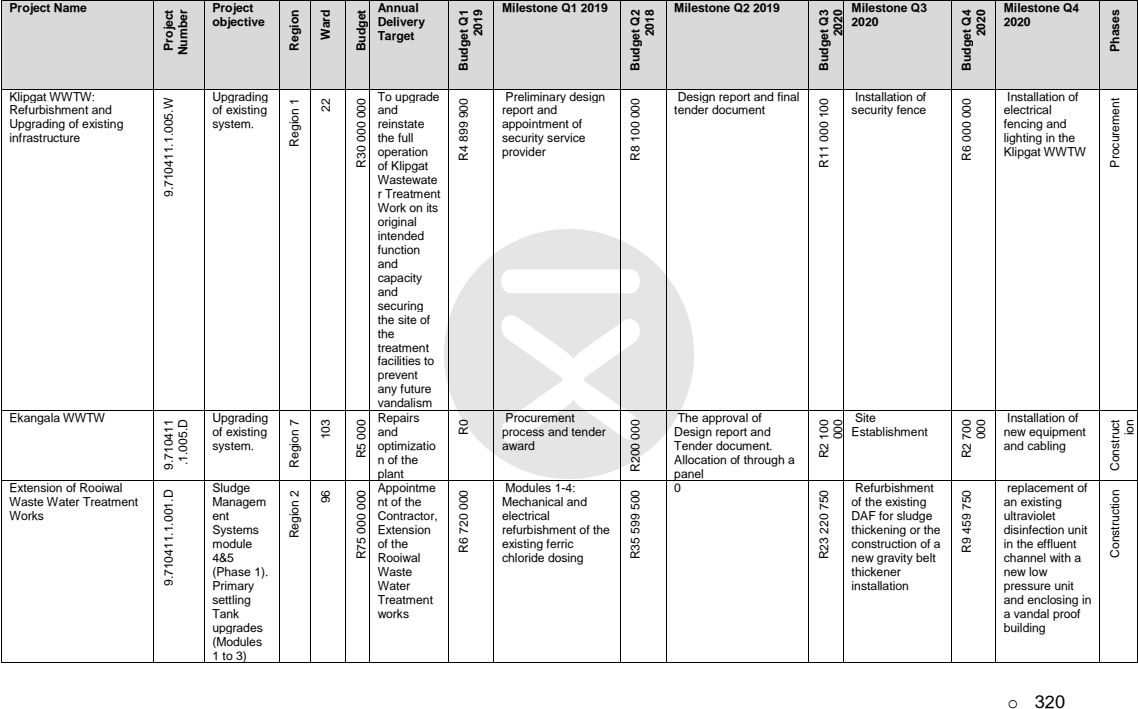 Project Name
Project
Number
Project
objective
Region
Ward
Budget
Annual
Delivery
Target
Budget Q1
2019
Milestone Q1 2019
Budget Q2
2018
Milestone Q2 2019
Budget Q3
2020
Milestone Q3
2020
Budget Q4
2020
Milestone Q4
2020
Phases
Klipgat WWTW:
Refurbishment and
Upgrading of existing
infrastructure
9.710411.1.005.W
Upgrading
of existing
system.
Region 1
22
R30 000 000
To upgrade
and
reinstate
the full
operation
of Klipgat
Wastewate
r Treatment
Work on its
original
intended
function
and
capacity
and
securing
the site of
the
treatment
facilities to
prevent
any future
vandalism
R4 899 900
Preliminary design
report and
appointment of
security service
provider
R8 100 000
Design report and final
tender document
R11 000 100
Installation of
security fence
R6 000 000
Installation of
electrical
fencing and
lighting in the
Klipgat WWTW
Procurement
Ekangala WWTW
9.710411
.1.005.D
Upgrading
of existing
system.
Region 7
103
R5 000
Repairs
and
optimizatio
n of the
plant
R0
Procurement
process and tender
award
R200 000
The approval of
Design report and
Tender document.
Allocation of through a
panel
R2 100
000
Site
Establishment
R2 700
000
Installation of
new equipment
and cabling
Construct
ion
Extension of Rooiwal
Waste Water Treatment
Works
9.710411.1.001.D
Sludge
Managem
ent
Systems
module
4&5
(Phase 1).
Primary
settling
Tank
upgrades
(Modules
1 to 3)
Region 2
96
R75 000 000
Appointme
nt of the
Contractor,
Extension
of the
Rooiwal
Waste
Water
Treatment
works
R6 720 000
Modules 1-4:
Mechanical and
electrical
refurbishment of the
existing ferric
chloride dosing
R35 599 500
0
R23 220 750
Refurbishment
of the existing
DAF for sludge
thickening or the
construction of a
new gravity belt
thickener
installation
R9 459 750
replacement of
an existing
ultraviolet
disinfection unit
in the effluent
channel with a
new low
pressure unit
and enclosing in
a vandal proof
building
Construction
○ 320